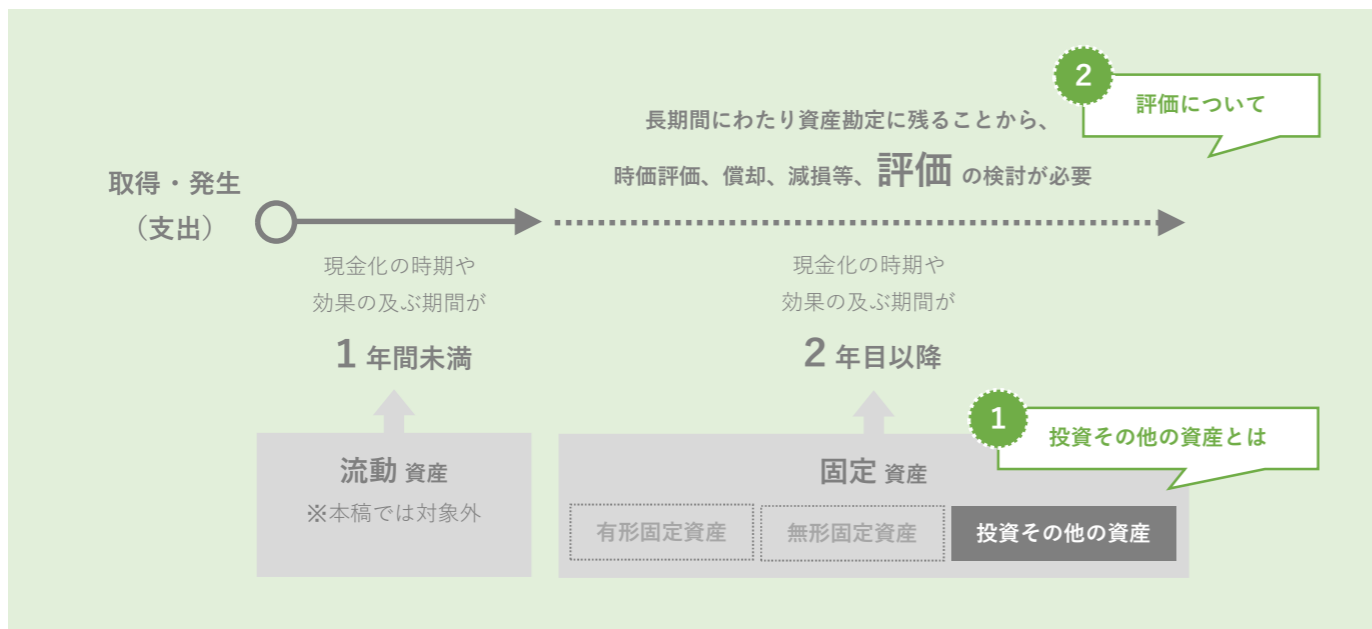 2
評価について
長期間にわたり資産勘定に残ることから、
時価評価、償却、減損等、評価の検討が必要
取得・発生
（支出）
現金化の時期や
効果の及ぶ期間が
1年間未満
現金化の時期や
効果の及ぶ期間が
2年目以降
1
投資その他の資産とは
流動資産
※本稿では対象外
固定資産
有形固定資産
無形固定資産
投資その他の資産